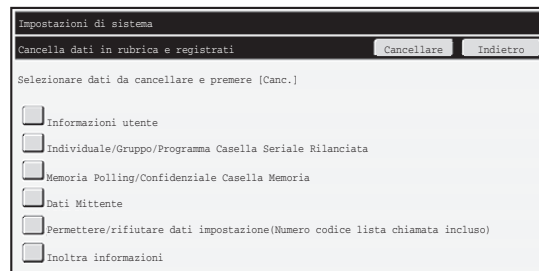 Impostazioni di sistema
Cancella dati in rubrica e registrati
Cancellare
Indietro
Selezionare dati da cancellare e premere [Canc.]
Informazioni utente
Individuale/Gruppo/Programma Casella Seriale Rilanciata
Memoria Polling/Confidenziale Casella Memoria
Dati Mittente
Permettere/rifiutare dati impostazione(Numero codice lista chiamata incluso)
Inoltra informazioni